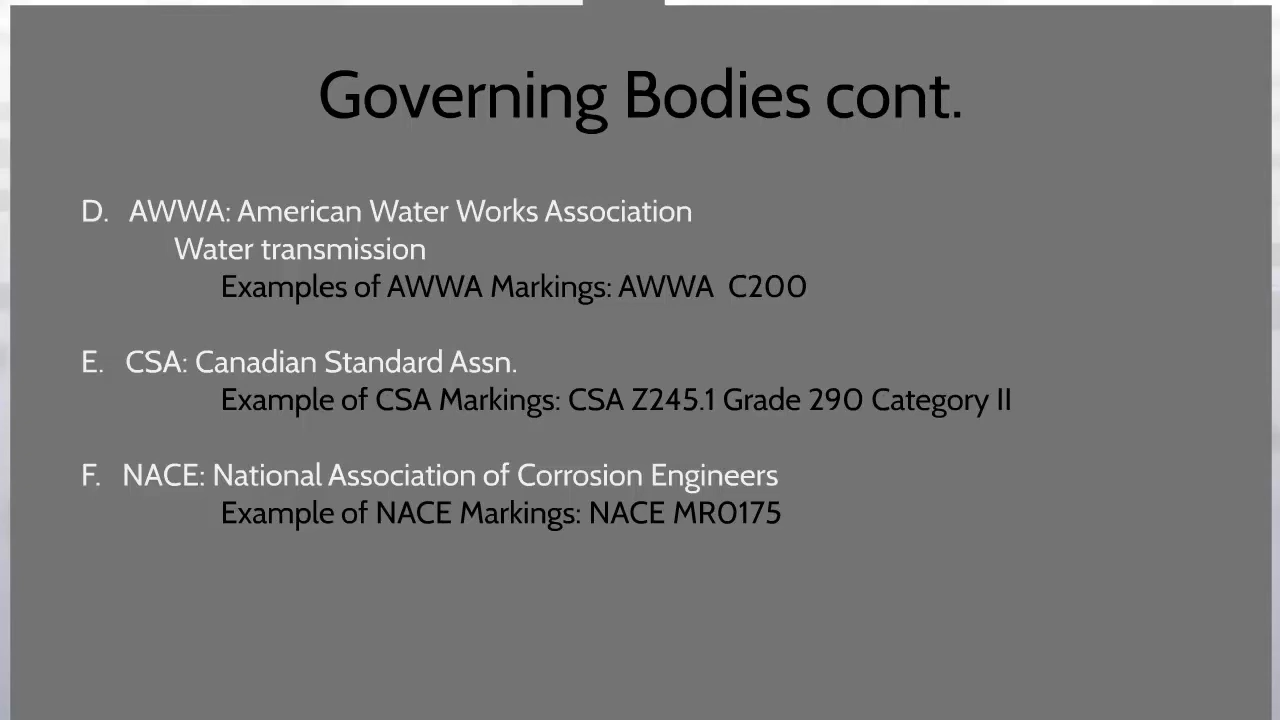 Governing Bodies cont.
D. AWWA: American Water Works Association
Water transmission
Examples of AWWA Markings: AWWA C200
E. CSA: Canadian Standard Assn.
Example of CSA Markings: CSA Z245.1 Grade 290 Category II
F. NACE: National Association of Corrosion Engineers
Example of NACE Markings: NACE MR0175